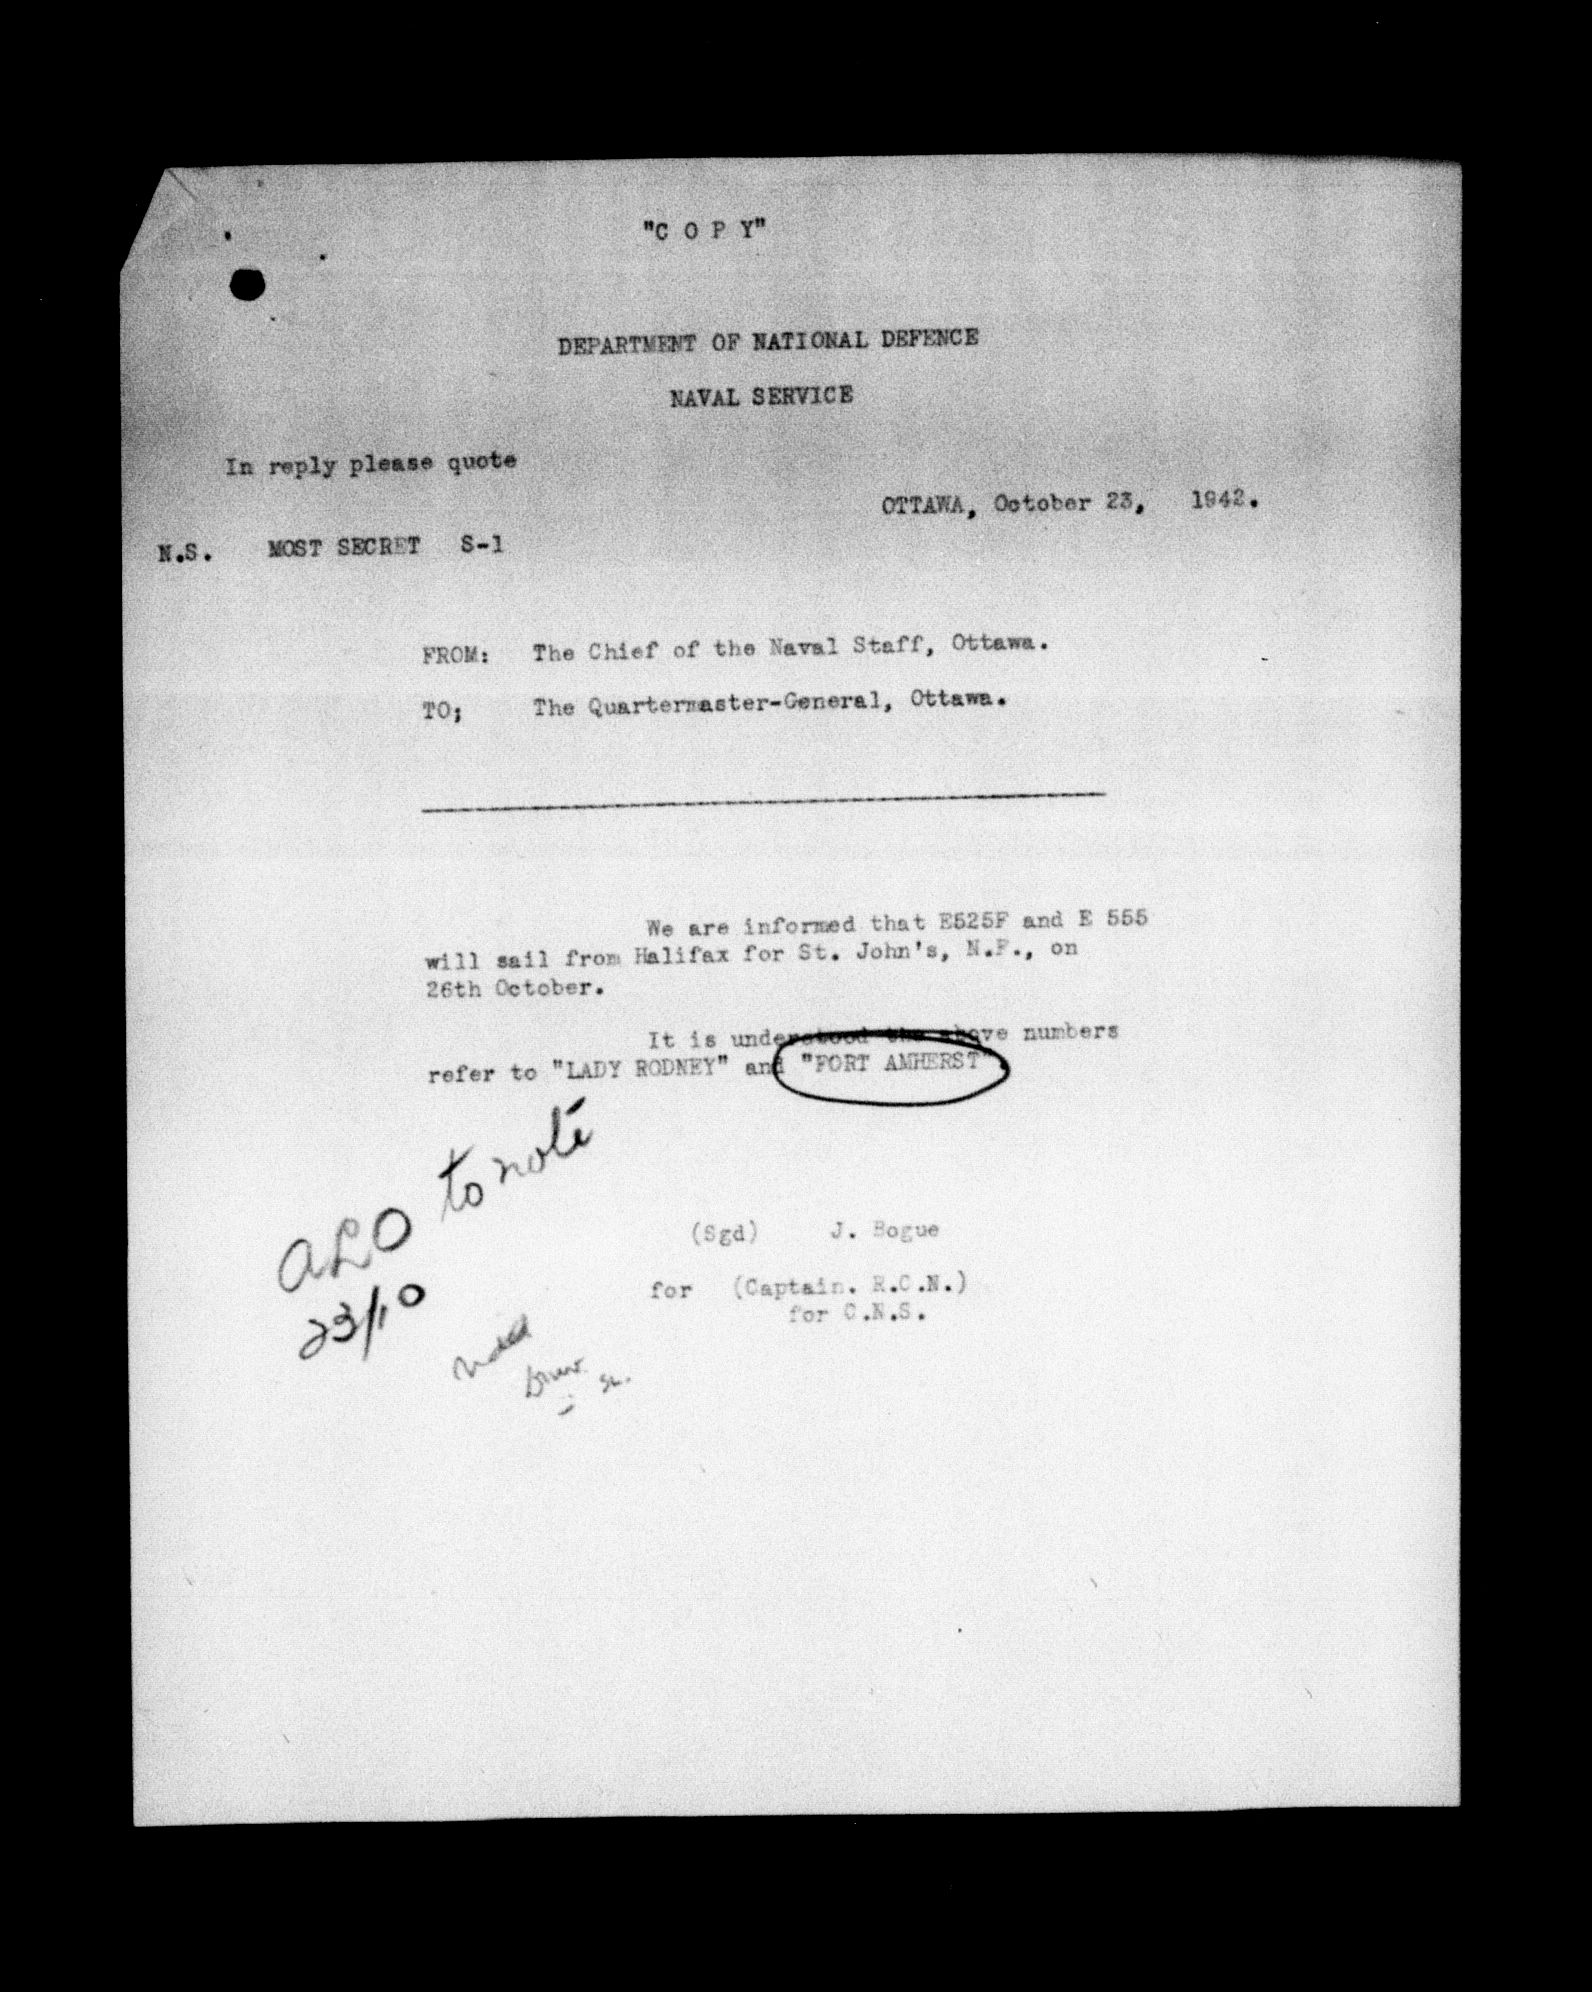 "C O P Y"
DEPARTMENT OF NATIONAL DEFENCE
NAVAL SERVICE
In reply please quote
OTTAWA, October 23, 1942.
N.S. MOST SECRET S-1
FROM: The Chief of the Naval Staff, Ottawa.
TO; The Quartermaster-General, Ottawa.
We are informed that E525F and E 555
will sail from Halifax for St. John's, N.F., on
26th October.
It is understood the above numbers
refer to "LADY RODNEY" and "FORT AMHERST".
ALO to note
23/10
(Sgd) J. Bogue
for (Captain. R.C.N.)
for C.N.S.